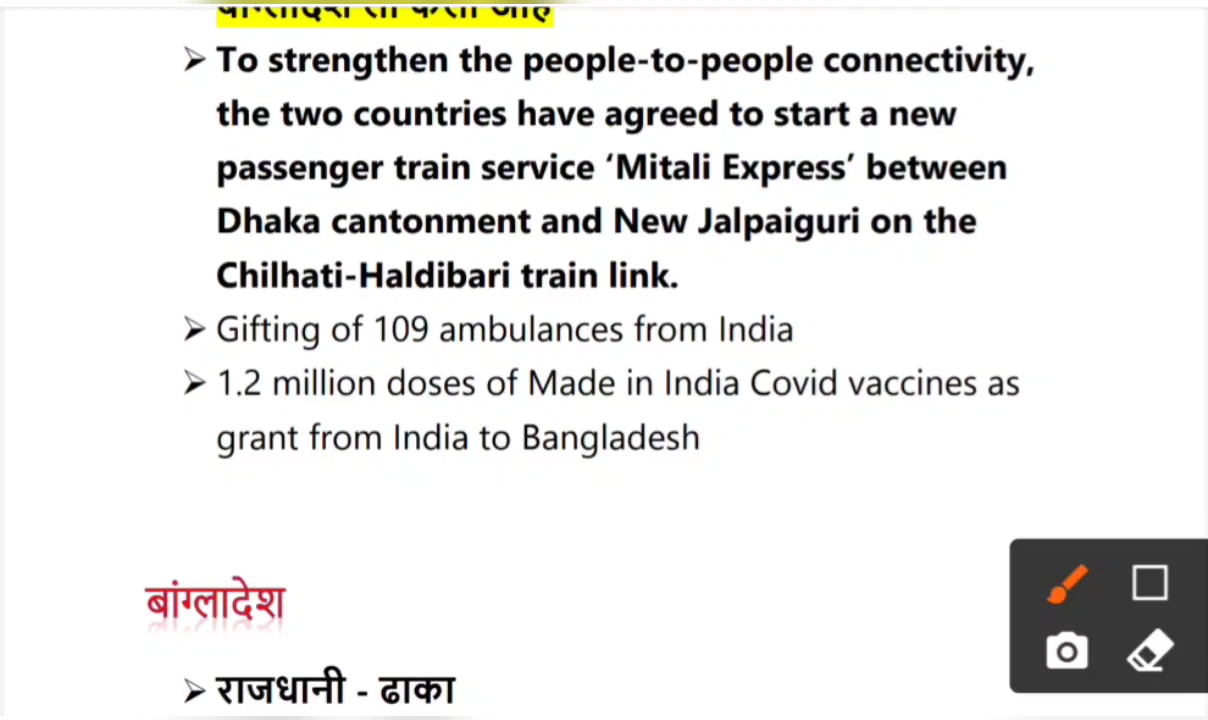 ➢ To strengthen the people-to-people connectivity,
the two countries have agreed to start a new
passenger train service ‘Mitali Express’ between
Dhaka cantonment and New Jalpaiguri on the
Chilhati-Haldibari train link.
➢ Gifting of 109 ambulances from India
➢ 1.2 million doses of Made in India Covid vaccines as
grant from India to Bangladesh
बांग्लादेश
➢ राजधानी - ढाका